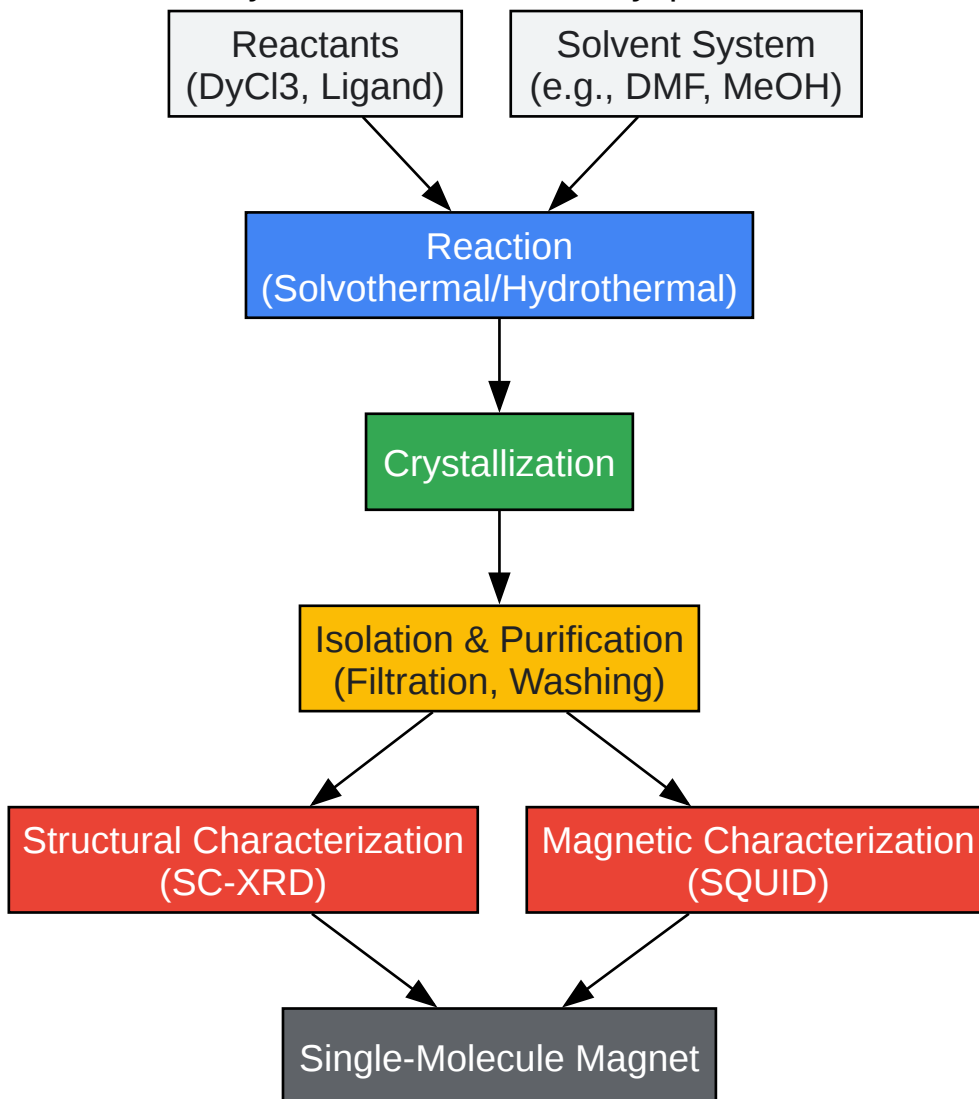 Reactants
(DyCl3, Ligand)
Solvent System
(e.g., DMF, MeOH)
Reaction
(Solvothermal/Hydrothermal)
Crystallization
Isolation & Purification
(Filtration, Washing)
Structural Characterization
(SC-XRD)
Magnetic Characterization
(SQUID)
Single-Molecule Magnet